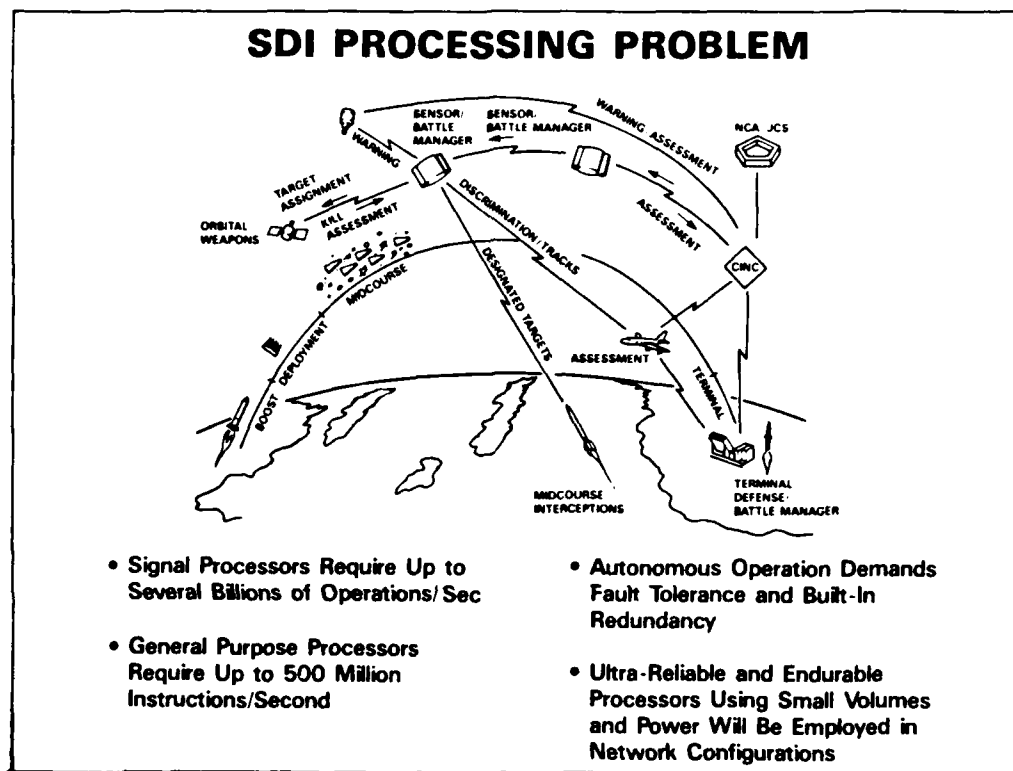 SDI PROCESSING PROBLEM
SENSOR/
BATTLE
MANAGER
SENSOR/
BATTLE MANAGER
WARNING ASSESSMENT
NCA JCS
WARNING
TARGET
ASSIGNMENT
KILL
ASSESSMENT
ORBITAL
WEAPONS
DISCRIMINATION/TRACKS
ASSESSMENT
CINC
MIDCOURSE
DESIGNATED TARGETS
DEPLOYMENT
BOOST
ASSESSMENT
TERMINAL
MIDCOURSE
INTERCEPTIONS
TERMINAL
DEFENSE/
BATTLE MANAGER
• Signal Processors Require Up to
Several Billions of Operations/Sec
• General Purpose Processors
Require Up to 500 Million
Instructions/Second
• Autonomous Operation Demands
Fault Tolerance and Built-In
Redundancy
• Ultra-Reliable and Endurable
Processors Using Small Volumes
and Power Will Be Employed in
Network Configurations